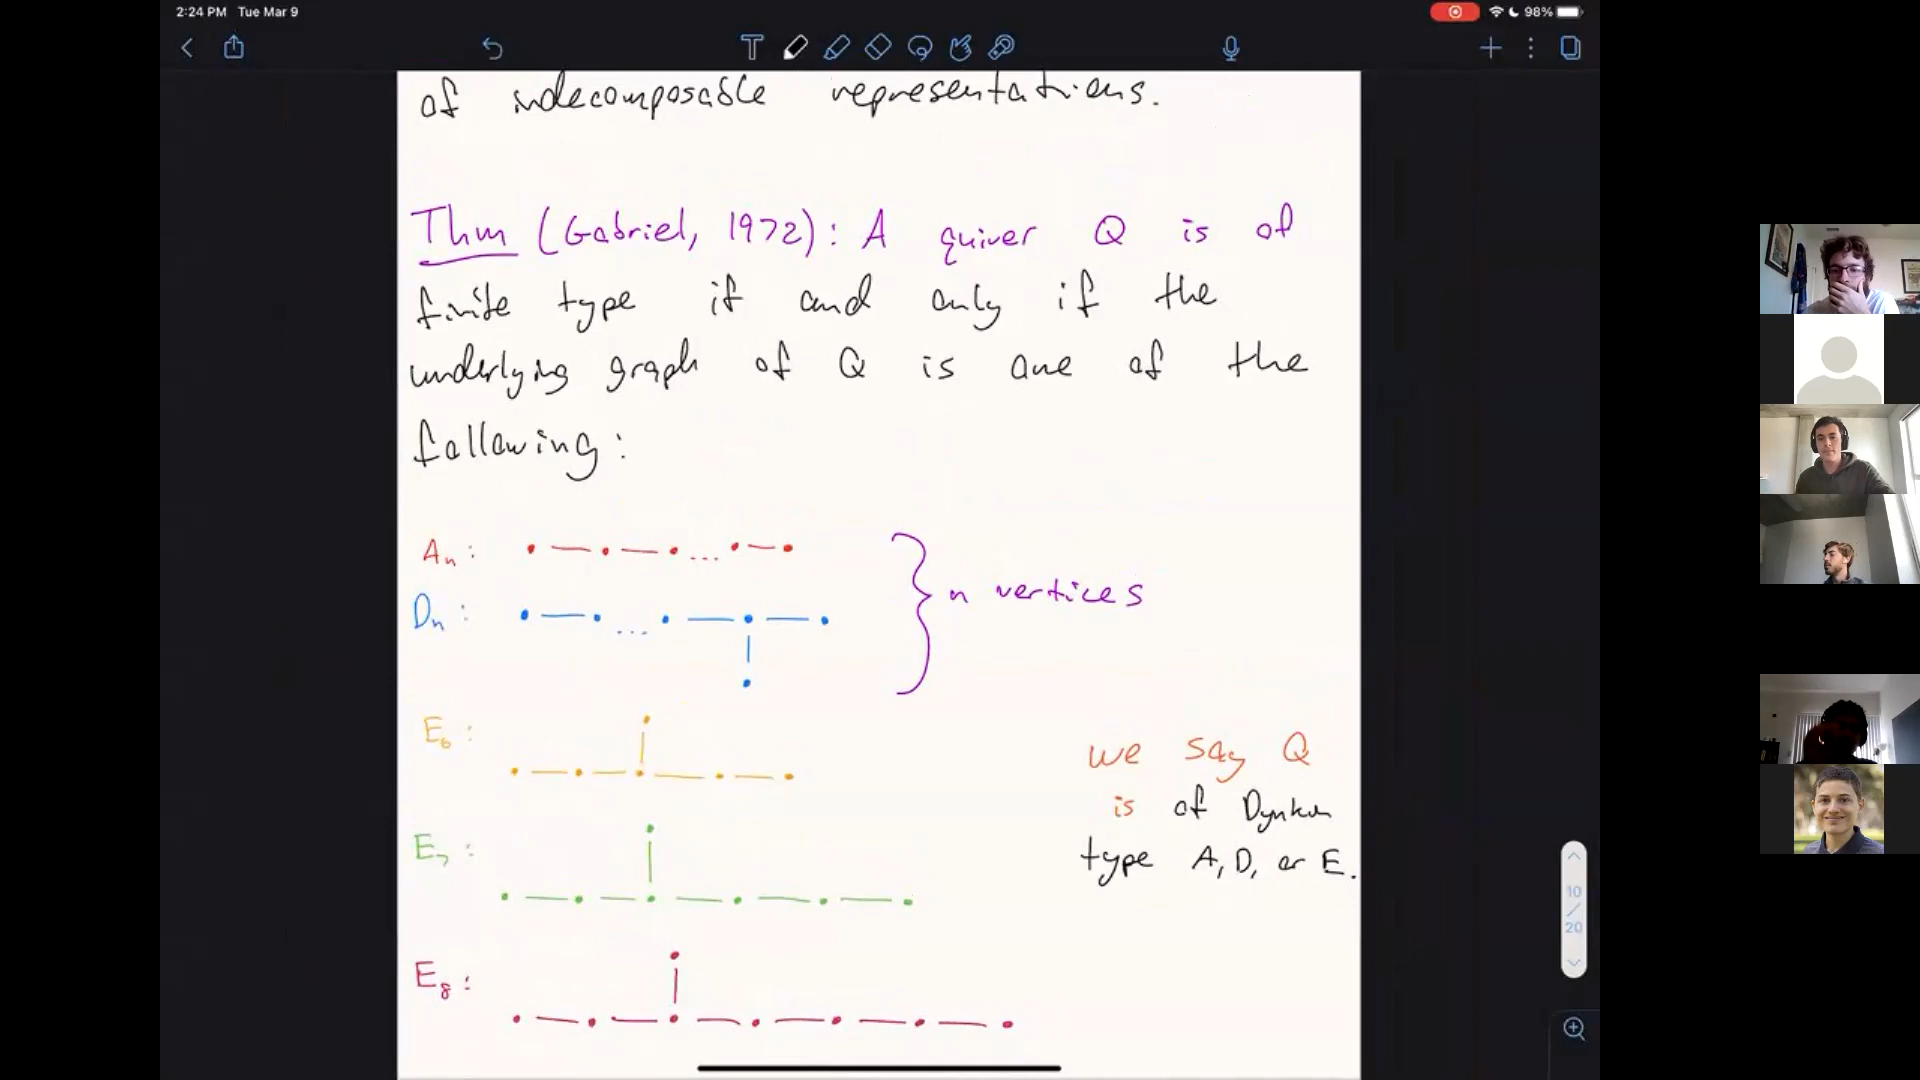 2:24 PM Tue Mar 9
98%
of indecomposable representations.
Thm (Gabriel, 1972): A quiver Q is of
finite type if and only if the
underlying graph of Q is one of the
following:
An:
...
Dn:
...
n vertices
E6:
we say Q
is of Dynkin
type A, D, or E.
E7:
E8:
10
/
20